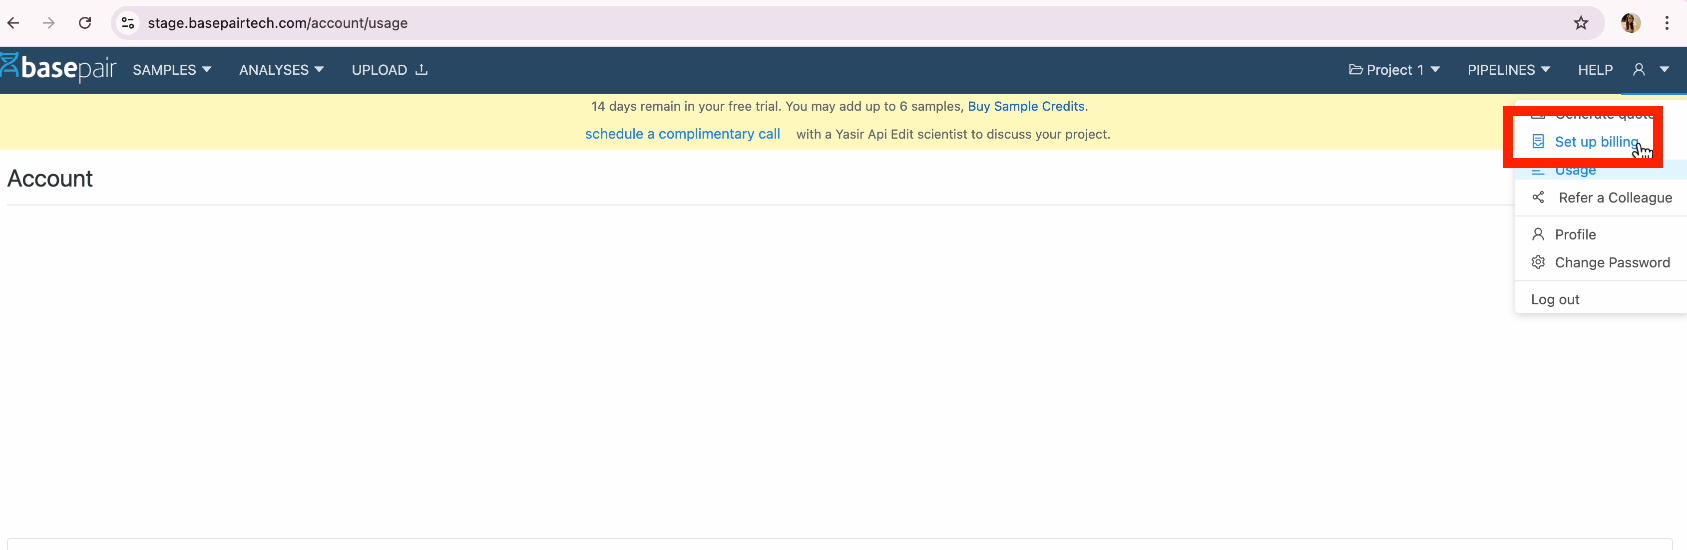 stage.basepairtech.com/account/usage
basepair SAMPLES ANALYSES UPLOAD Project 1 PIPELINES HELP
14 days remain in your free trial. You may add up to 6 samples, Buy Sample Credits.
schedule a complimentary call with a Yasir Api Edit scientist to discuss your project.
Account
Generate quote
Set up billing
Usage
Refer a Colleague
Profile
Change Password
Log out